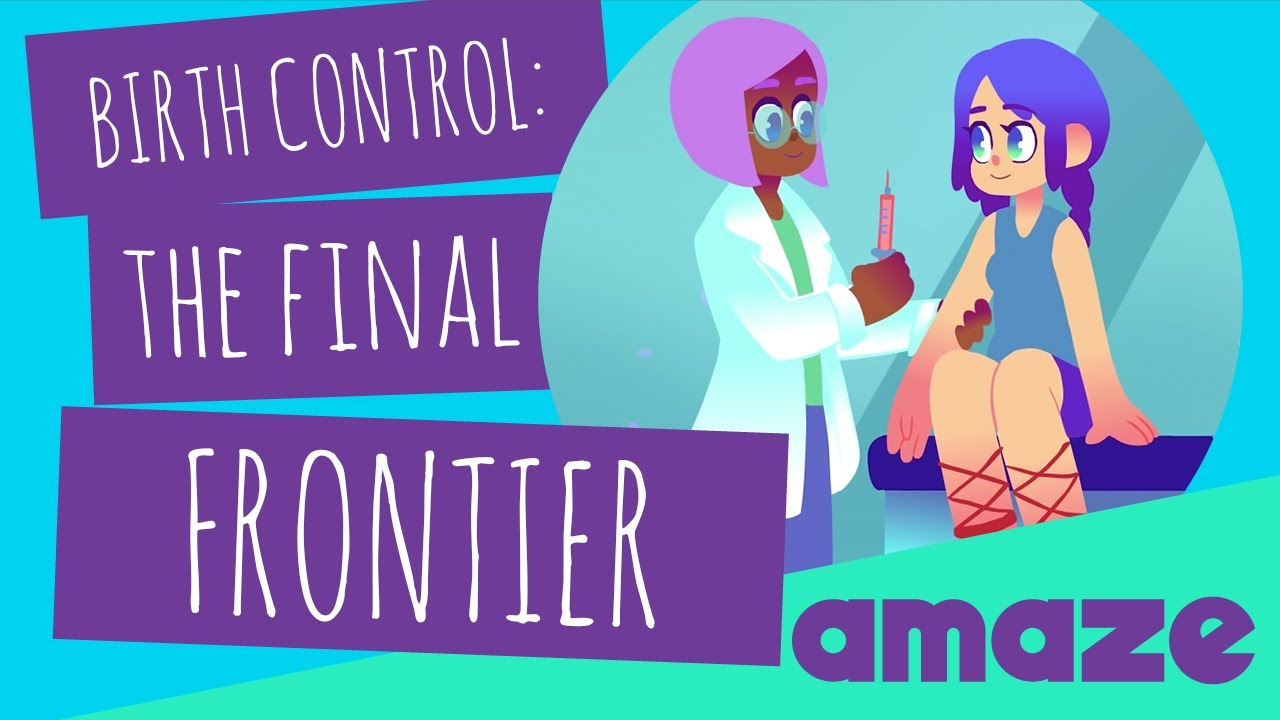 BIRTH CONTROL:
THE FINAL
FRONTIER
amaze